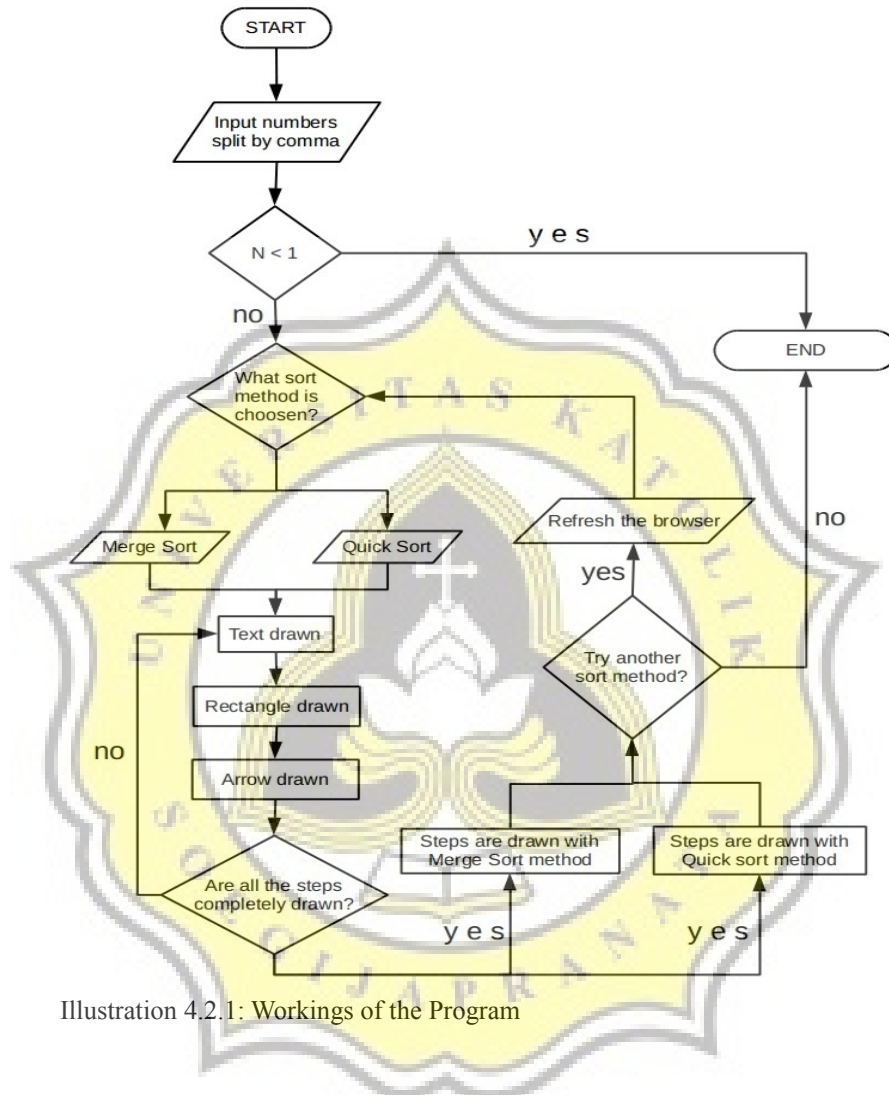 START
Input numbers
split by comma
N < 1
y e s
no
END
What sort
method is
choosen?
Merge Sort
Quick Sort
Refresh the browser
no
yes
Text drawn
Try another
sort method?
Rectangle drawn
no
Arrow drawn
Steps are drawn with
Merge Sort method
Steps are drawn with
Quick sort method
Are all the steps
completely drawn?
y e s
y e s
UNIVERSITAS KATOLIK
SOEGIJAPRANATA
Illustration 4.2.1: Workings of the Program